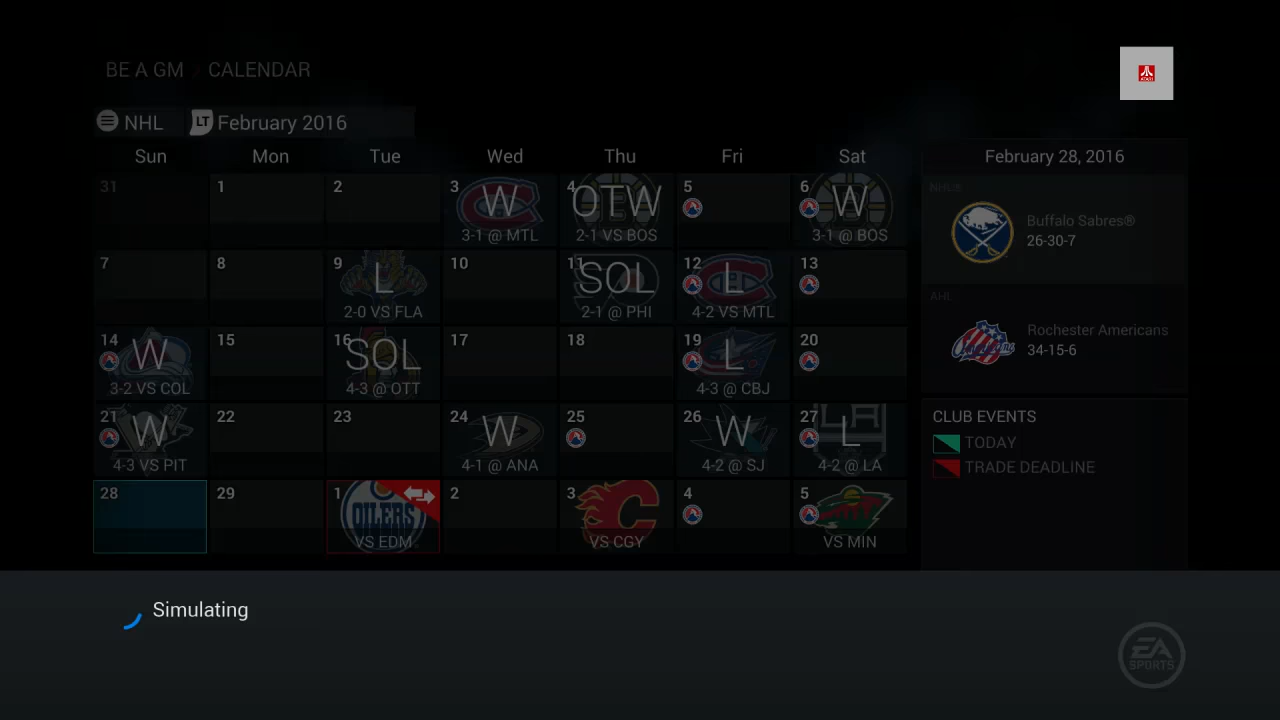 BE A GM / CALENDAR
NHL LT February 2016
Sun Mon Tue Wed Thu Fri Sat
31 1 2 3 4 5 6
W OTW W
3-1 @ MTL 2-1 VS BOS 3-1 @ BOS
7 8 9 10 11 12 13
L SOL L
2-0 VS FLA 2-1 @ PHI 4-2 VS MTL
14 15 16 17 18 19 20
W SOL L
3-2 VS COL 4-3 @ OTT 4-3 @ CBJ
21 22 23 24 25 26 27
W W W L
4-3 VS PIT 4-1 @ ANA 4-2 @ SJ 4-2 @ LA
28 29 1 2 3 4 5
OILERS
VS EDM VS CGY VS MIN
February 28, 2016
NHL®
Buffalo Sabres®
26-30-7
AHL
Rochester Americans
34-15-6
CLUB EVENTS
TODAY
TRADE DEADLINE
Simulating
EA
SPORTS